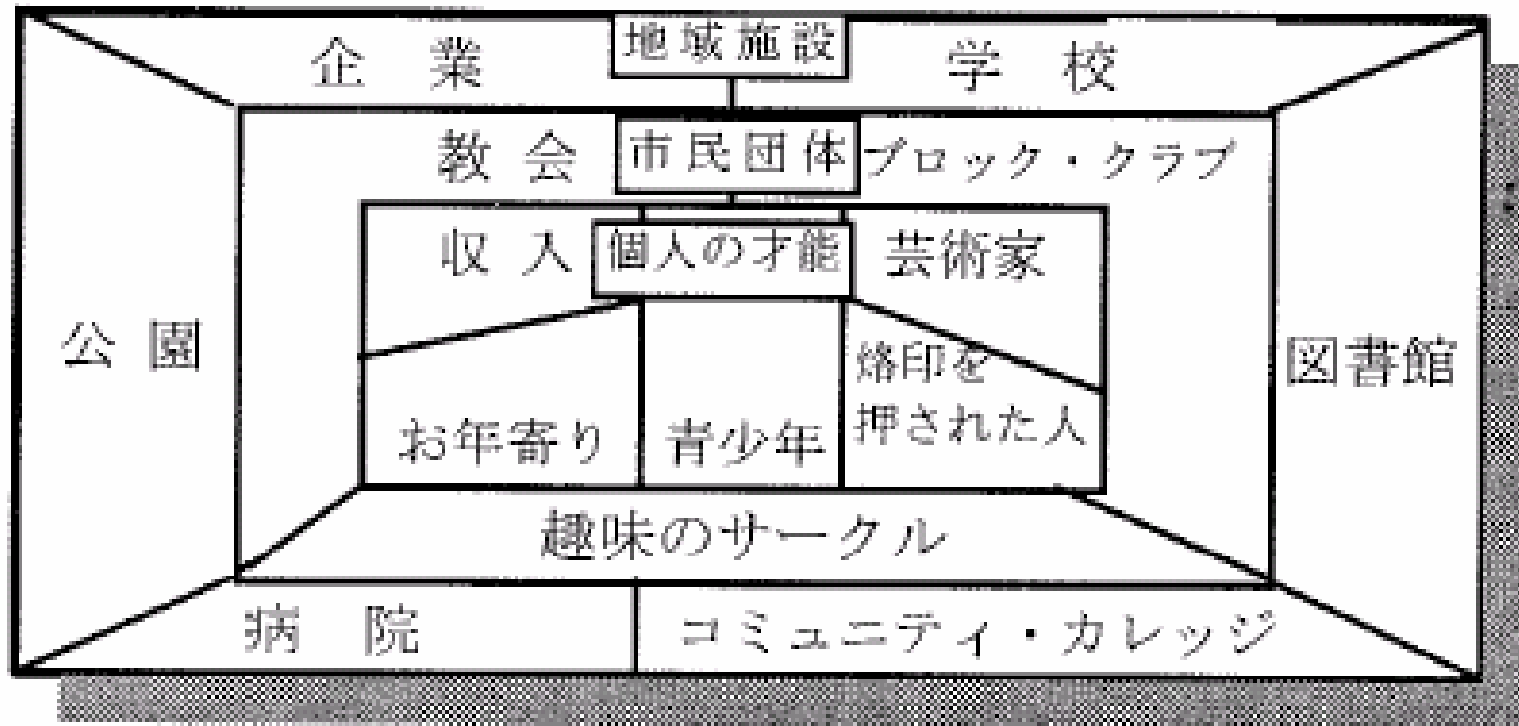 企業 地域施設 学校
教会 市民団体 ブロック・クラブ
収入 個人の才能 芸術家
公園
図書館
烙印を
押された人
お年寄り 青少年
趣味のサークル
病院 コミュニティ・カレッジ